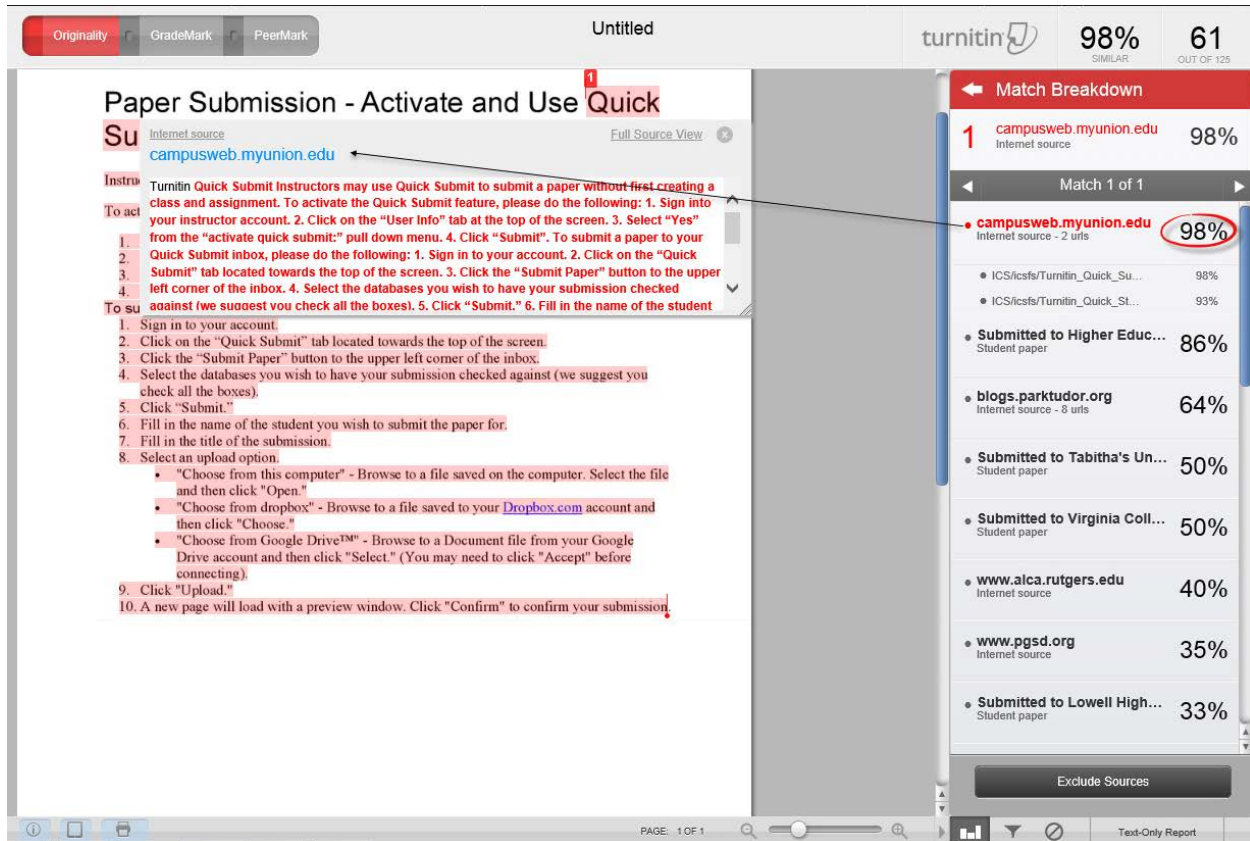 Originality
GradeMark
PeerMark
Untitled
turnitin
98%
SIMILAR
61
OUT OF 125
1
Paper Submission - Activate and Use Quick
Su
Instru
To act
1.
2.
3.
4.
To su
Internet source
Full Source View
campusweb.myunion.edu
Turnitin Quick Submit Instructors may use Quick Submit to submit a paper without first creating a
class and assignment. To activate the Quick Submit feature, please do the following: 1. Sign into
your instructor account. 2. Click on the “User Info” tab at the top of the screen. 3. Select “Yes”
from the “activate quick submit:” pull down menu. 4. Click “Submit”. To submit a paper to your
Quick Submit inbox, please do the following: 1. Sign in to your account. 2. Click on the “Quick
Submit” tab located towards the top of the screen. 3. Click the “Submit Paper” button to the upper
left corner of the inbox. 4. Select the databases you wish to have your submission checked
against (we suggest you check all the boxes). 5. Click “Submit.” 6. Fill in the name of the student
1. Sign in to your account.
2. Click on the “Quick Submit” tab located towards the top of the screen.
3. Click the “Submit Paper” button to the upper left corner of the inbox.
4. Select the databases you wish to have your submission checked against (we suggest you
check all the boxes).
5. Click “Submit.”
6. Fill in the name of the student you wish to submit the paper for.
7. Fill in the title of the submission.
8. Select an upload option.
• "Choose from this computer" - Browse to a file saved on the computer. Select the file
and then click "Open."
• "Choose from dropbox" - Browse to a file saved to your Dropbox.com account and
then click "Choose."
• "Choose from Google Drive™" - Browse to a Document file from your Google
Drive account and then click "Select." (You may need to click "Accept" before
connecting).
9. Click "Upload."
10. A new page will load with a preview window. Click "Confirm" to confirm your submission.
Match Breakdown
1 campusweb.myunion.edu 98%
Internet source
Match 1 of 1
• campusweb.myunion.edu 98%
Internet source - 2 urls
• ICS/icsfs/Turnitin_Quick_Su... 98%
• ICS/icsfs/Turnitin_Quick_St... 93%
• Submitted to Higher Educ... 86%
Student paper
• blogs.parktudor.org 64%
Internet source - 8 urls
• Submitted to Tabitha's Un... 50%
Student paper
• Submitted to Virginia Coll... 50%
Student paper
• www.alca.rutgers.edu 40%
Internet source
• www.pgsd.org 35%
Internet source
• Submitted to Lowell High... 33%
Student paper
Exclude Sources
PAGE: 1 OF 1
Text-Only Report